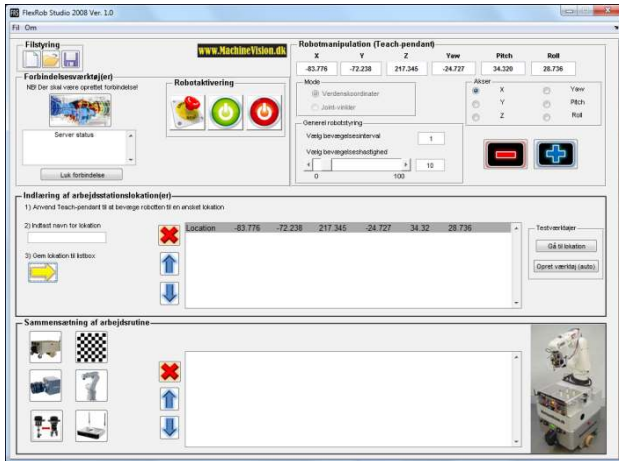 FlexRob Studio 2008 Ver. 1.0
Fil Om
Filstyring
www.MachineVision.dk
Forbindelsesværktøj(er)
NB! Der skal være oprettet forbindelse!
Server status
Luk forbindelse
Robotaktivering
Robotmanipulation (Teach-pendant)
X Y Z Yaw Pitch Roll
-83.776 -72.238 217.345 -24.727 34.320 28.736
Mode
Verdenskoordinater
Joint-vinkler
Akser
X Yaw
Y Pitch
Z Roll
Generel robotstyring
Vælg bevægelsesinterval 1
Vælg bevægelseshastighed
10
0 100
Indlæring af arbejdsstationslokation(er)
1) Anvend Teach-pendant til at bevæge robotten til en ønsket lokation
2) Indtast navn for lokation
3) Gem lokation til listbox
Location -83.776 -72.238 217.345 -24.727 34.32 28.736
Testværktøjer
Gå til lokation
Opret værktøj (auto)
Sammensætning af arbejdsrutine